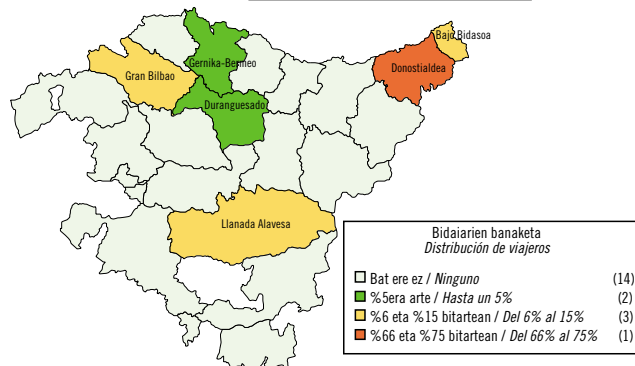 Bajo Bidasoa
Gernika-Bermeo
Donostialdea
Gran Bilbao
Duranguesado
Llanada Alavesa
Bidaiarien banaketa
Distribución de viajeros
Bat ere ez / Ninguno (14)
%5era arte / Hasta un 5% (2)
%6 eta %15 bitartean / Del 6% al 15% (3)
%66 eta %75 bitartean / Del 66% al 75% (1)